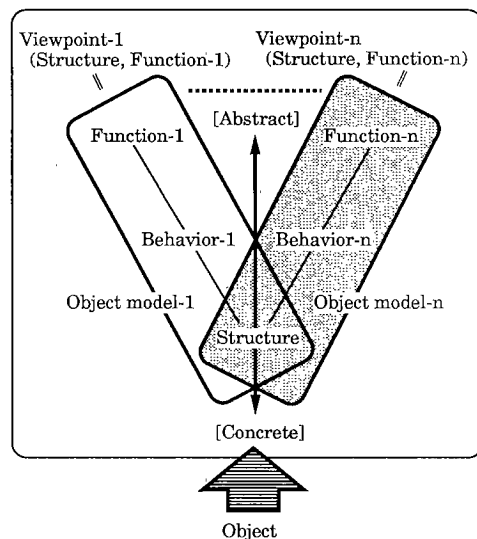 Viewpoint-1
(Structure, Function-1)
Viewpoint-n
(Structure, Function-n)
[Abstract]
Function-1
Function-n
Behavior-1
Behavior-n
Object model-1
Object model-n
Structure
[Concrete]
Object